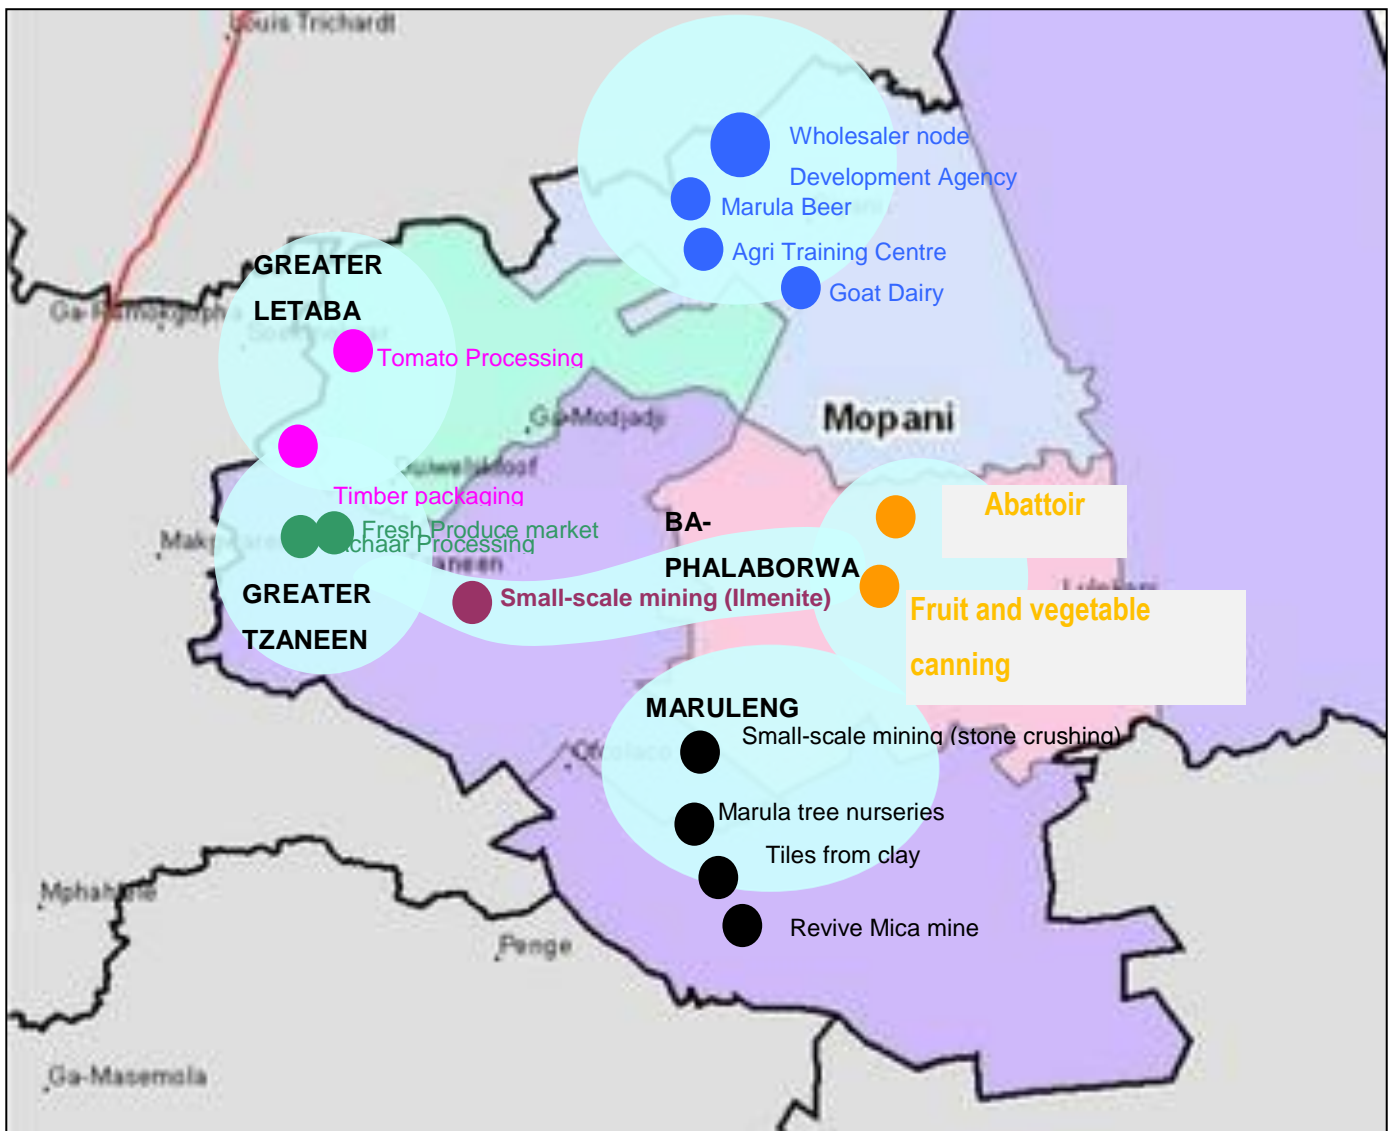 Louis Trichardt
Wholesaler node
Development Agency
Marula Beer
Agri Training Centre
Goat Dairy
GREATER
LETABA
Tomato Processing
Mopani
Ga-Modjadji
Duiwelskloof
Timber packaging
Fresh Produce market
Achaar Processing
Abattoir
BA-
PHALABORWA
GREATER
TZANEEN
Small-scale mining (Ilmenite)
Fruit and vegetable
canning
MARULENG
Small-scale mining (stone crushing)
Ofcolaco
Marula tree nurseries
Tiles from clay
Mphahlele
Revive Mica mine
Penge
Ga-Masemola